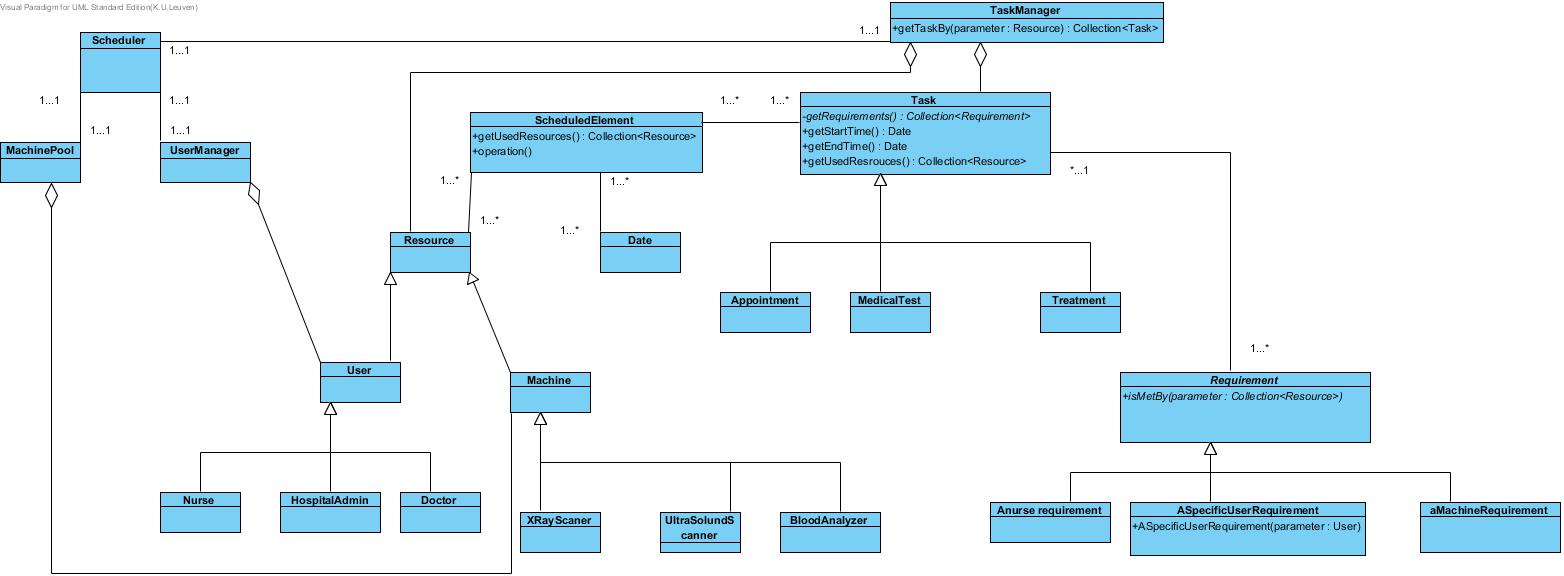 Visual Paradigm for UML Standard Edition(K.U.Leuven)
TaskManager
+getTaskBy(parameter : Resource) : Collection<Task>
1...1
Scheduler
1...1
1...1
1...1
1...1
1...1
MachinePool
UserManager
1...*
1...*
ScheduledElement
+getUsedResources() : Collection<Resource>
+operation()
Task
-getRequirements() : Collection<Requirement>
+getStartTime() : Date
+getEndTime() : Date
+getUsedResrouces() : Collection<Resource>
*...1
1...*
1...*
1...*
1...*
Resource
Date
Appointment
MedicalTest
Treatment
1...*
User
Machine
Requirement
+isMetBy(parameter : Collection<Resource>)
Nurse
HospitalAdmin
Doctor
XRayScaner
UltraSolundS
canner
BloodAnalyzer
Anurse requirement
ASpecificUserRequirement
+ASpecificUserRequirement(parameter : User)
aMachineRequirement